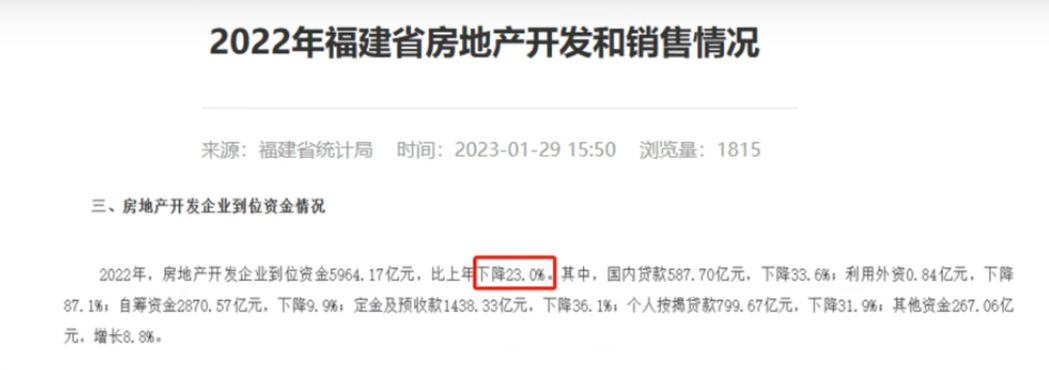 2022年福建省房地产开发和销售情况
来源：福建省统计局 时间：2023-01-29 15:50 浏览量：1815
三、房地产开发企业到位资金情况
2022年，房地产开发企业到位资金5964.17亿元，比上年下降23.0%。其中，国内贷款587.70亿元，下降33.6%；利用外资0.84亿元，下降
87.1%；自筹资金2870.57亿元，下降9.9%；定金及预收款1438.33亿元，下降36.1%；个人按揭贷款799.67亿元，下降31.9%；其他资金267.06亿
元，增长8.8%。